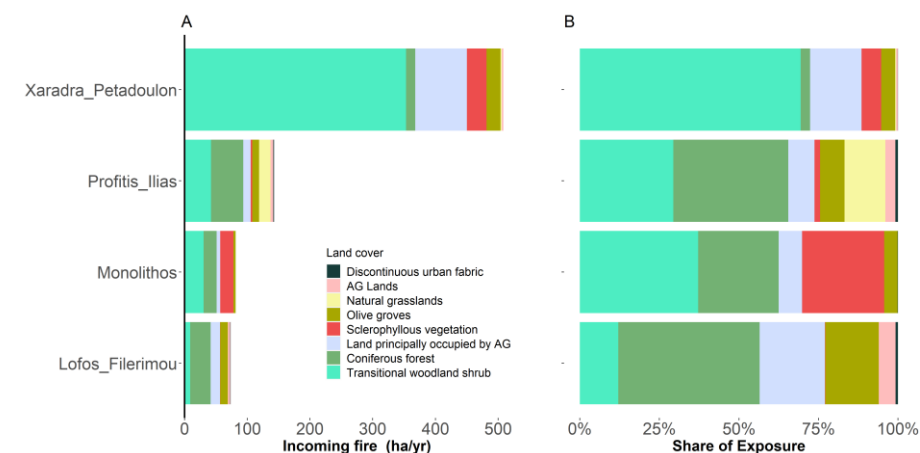 A
B
Xaradra_Petadoulon
Profitis_Ilias
Monolithos
Lofos_Filerimou
Land cover
Discontinuous urban fabric
AG Lands
Natural grasslands
Olive groves
Sclerophyllous vegetation
Land principally occupied by AG
Coniferous forest
Transitional woodland shrub
0 100 200 300 400 500
0% 25% 50% 75% 100%
Incoming fire (ha/yr)
Share of Exposure